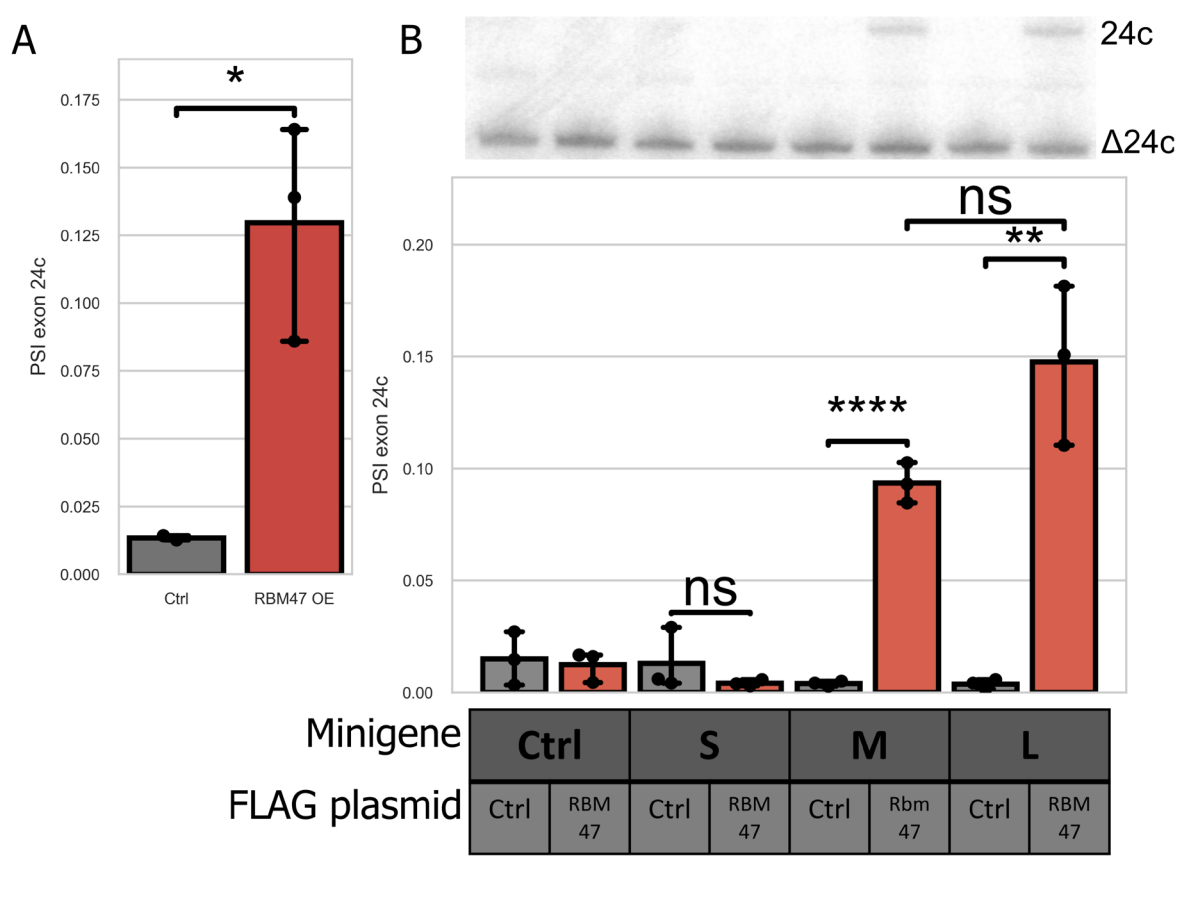 A
*
0.175
0.150
0.125
0.100
0.075
0.050
0.025
0.000
PSI exon 24c
Ctrl
RBM47 OE
B
24c
Δ24c
ns
**
****
ns
0.20
0.15
0.10
0.05
0.00
PSI exon 24c
Minigene
Ctrl
S
M
L
FLAG plasmid
Ctrl
RBM
47
Ctrl
RBM
47
Ctrl
Rbm
47
Ctrl
RBM
47